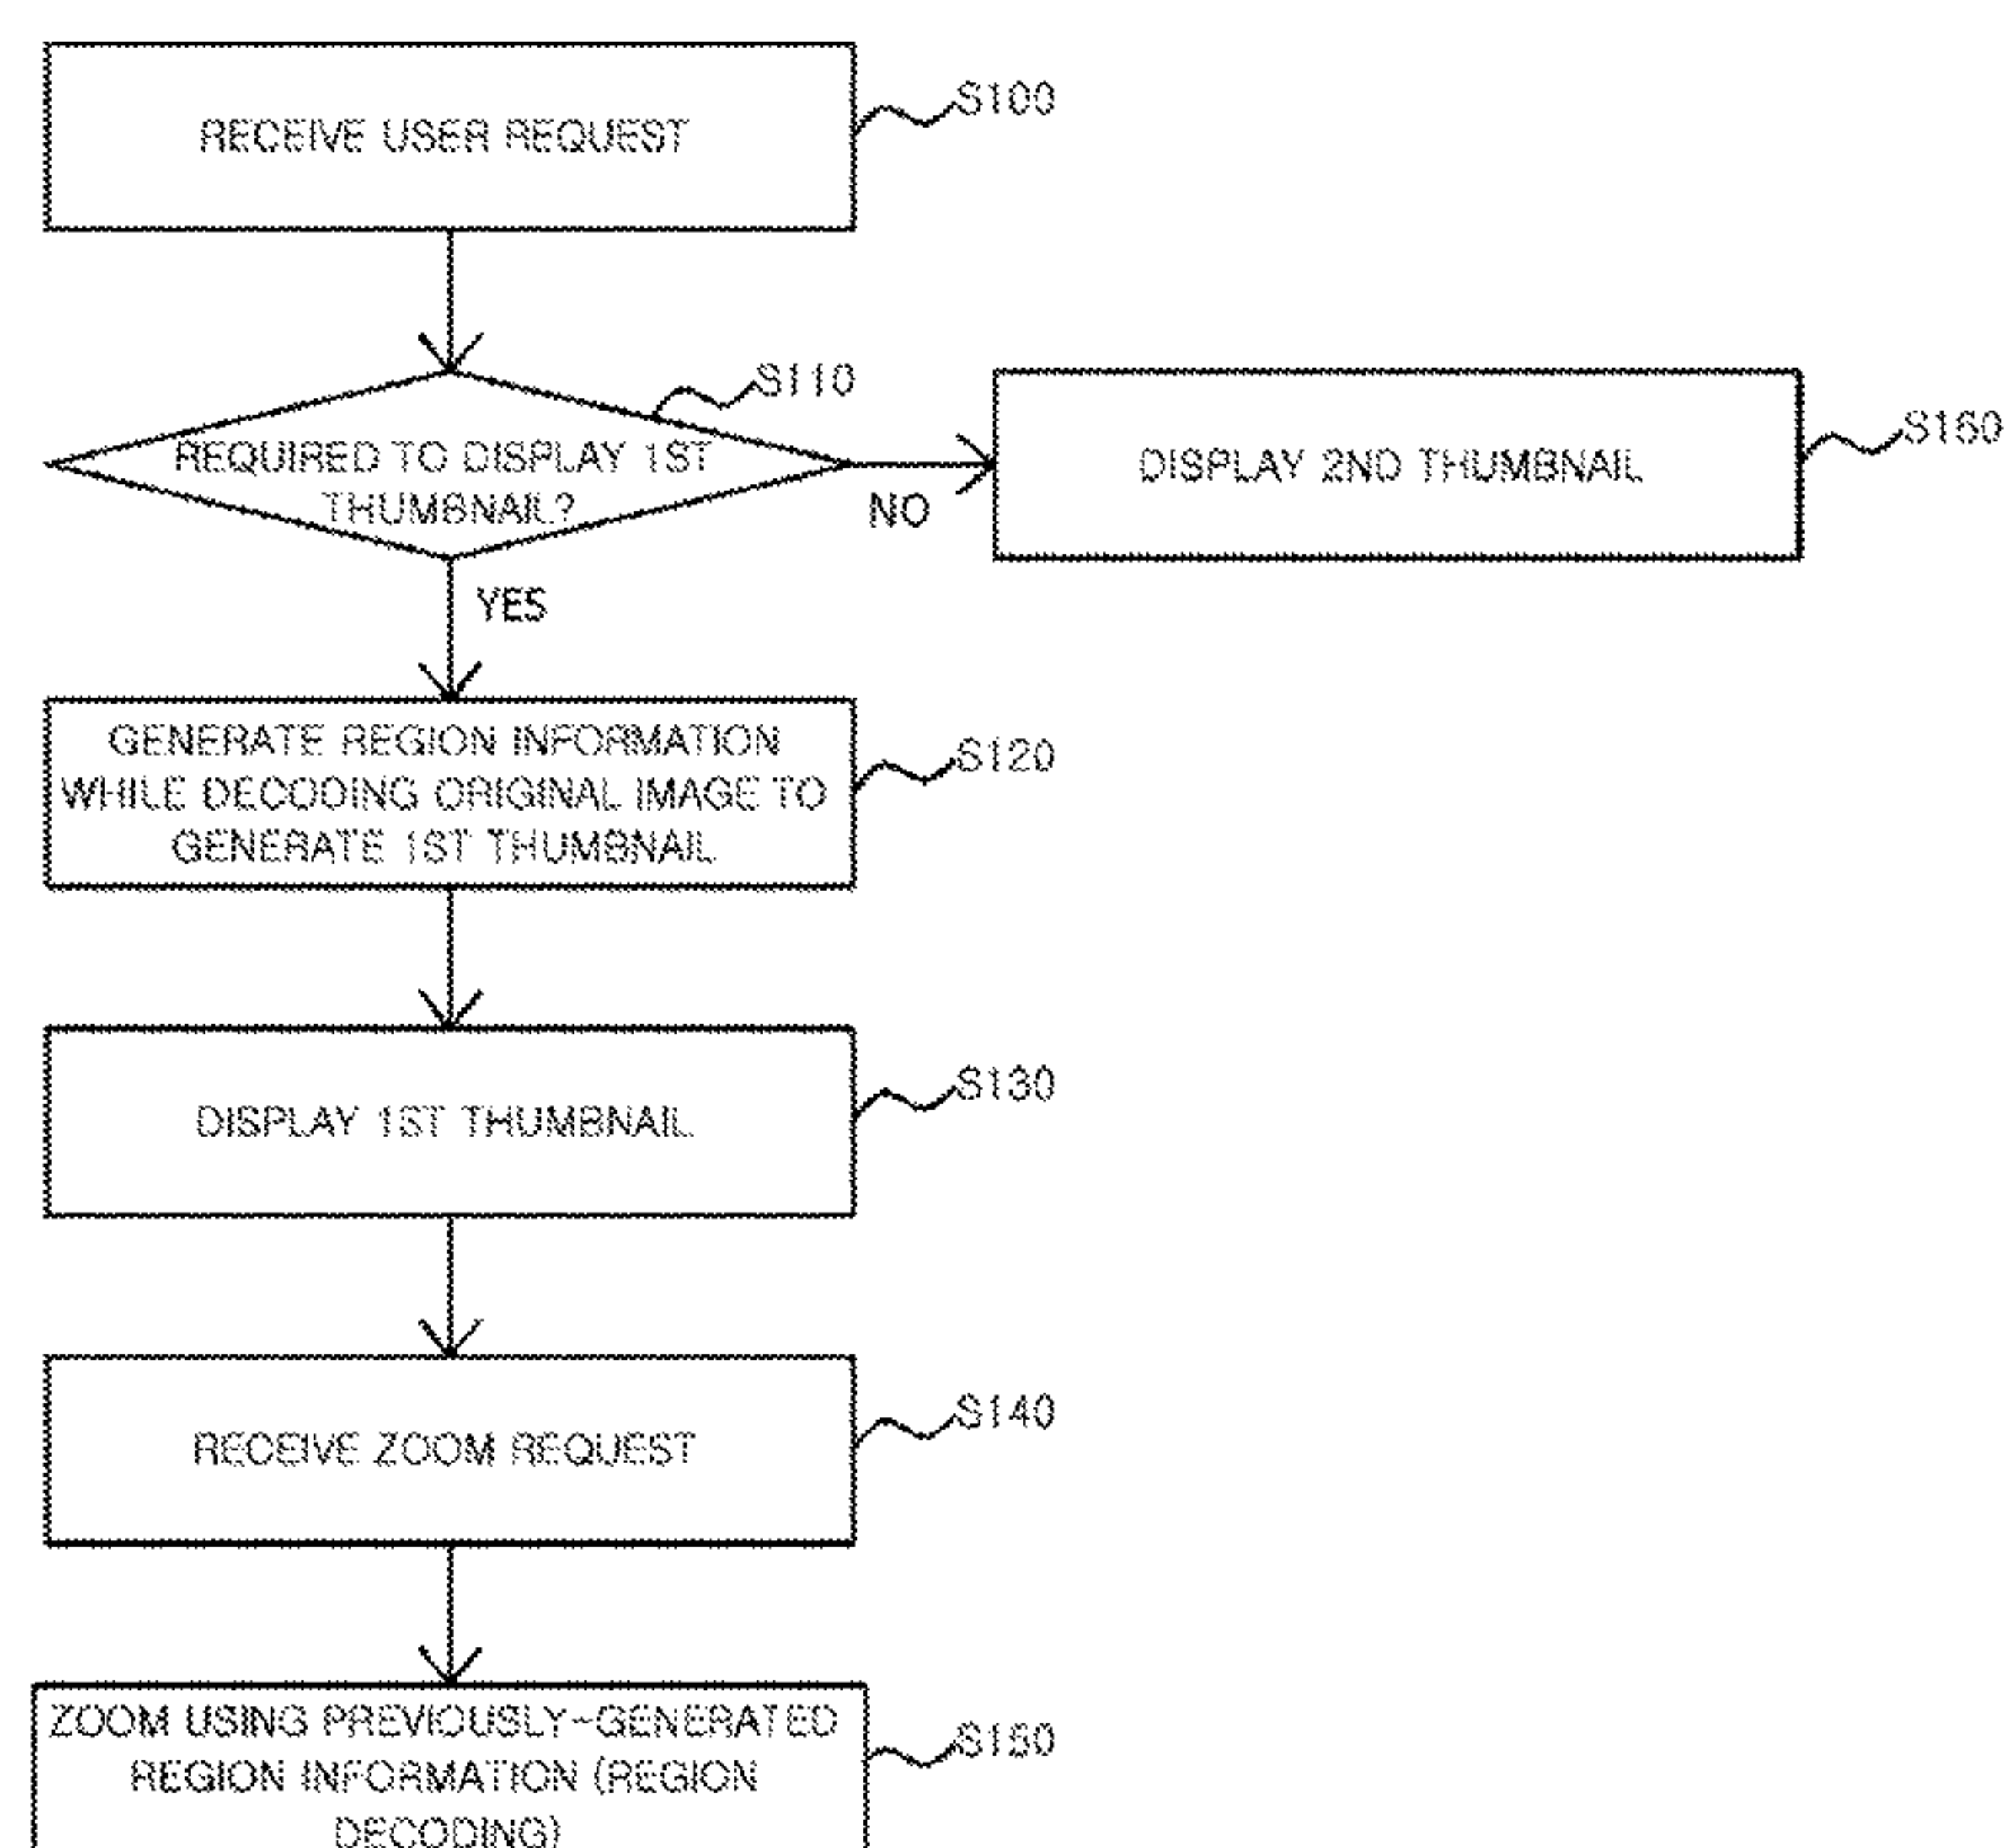 RECEIVE USER REQUEST
S100
REQUIRED TO DISPLAY 1ST
THUMBNAIL?
S110
NO
DISPLAY 2ND THUMBNAIL
S160
YES
GENERATE REGION INFORMATION
WHILE DECODING ORIGINAL IMAGE TO
GENERATE 1ST THUMBNAIL
S120
DISPLAY 1ST THUMBNAIL
S130
RECEIVE ZOOM REQUEST
S140
ZOOM USING PREVIOUSLY-GENERATED
REGION INFORMATION (REGION
DECODING)
S150